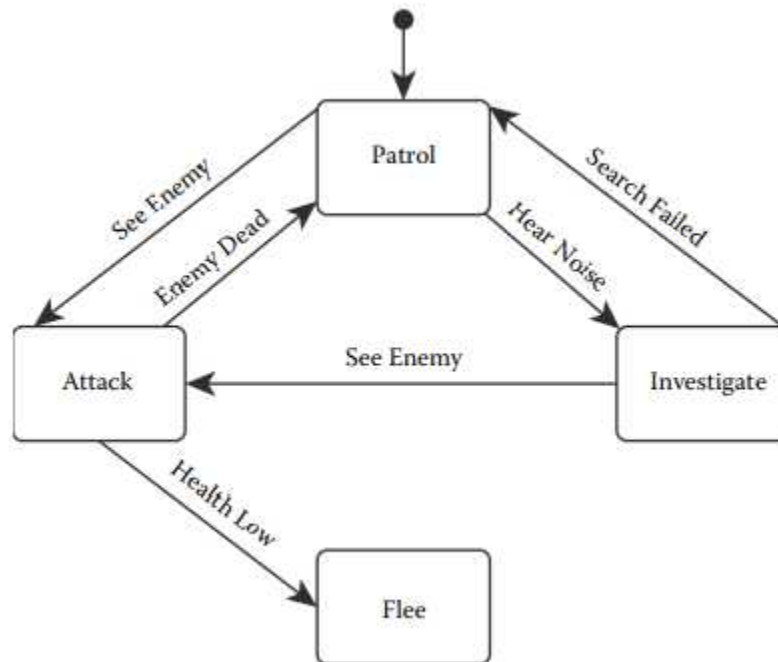 Patrol
See Enemy
Enemy Dead
Hear Noise
Search Failed
Attack
See Enemy
Investigate
Health Low
Flee